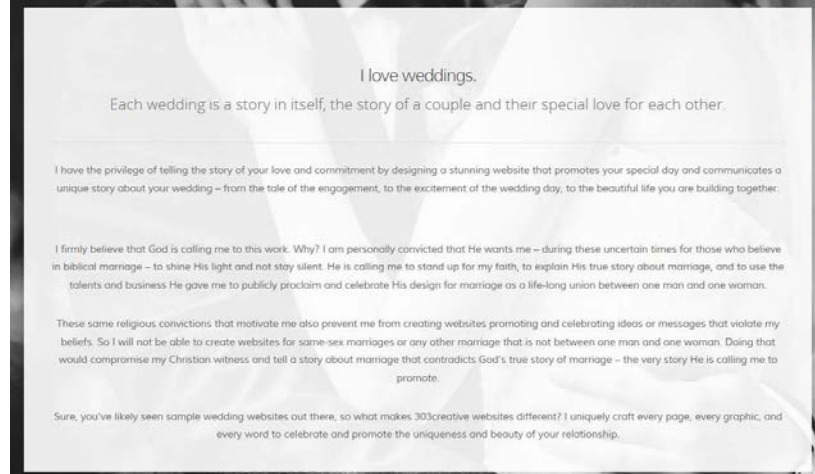 I love weddings.
Each wedding is a story in itself, the story of a couple and their special love for each other.
I have the privilege of telling the story of your love and commitment by designing a stunning website that promotes your special day and communicates a
unique story about your wedding – from the tale of the engagement, to the excitement of the wedding day, to the beautiful life you are building together.
I firmly believe that God is calling me to this work. Why? I am personally convicted that He wants me – during these uncertain times for those who believe
in biblical marriage – to shine His light and not stay silent. He is calling me to stand up for my faith, to explain His true story about marriage, and to use the
talents and business He gave me to publicly proclaim and celebrate His design for marriage as a life-long union between one man and one woman.
These same religious convictions that motivate me also prevent me from creating websites promoting and celebrating ideas or messages that violate my
beliefs. So I will not be able to create websites for same-sex marriages or any other marriage that is not between one man and one woman. Doing that
would compromise my Christian witness and tell a story about marriage that contradicts God's true story of marriage – the very story He is calling me to
promote.
Sure, you've likely seen sample wedding websites out there, so what makes 303creative websites different? I uniquely craft every page, every graphic, and
every word to celebrate and promote the uniqueness and beauty of your relationship.